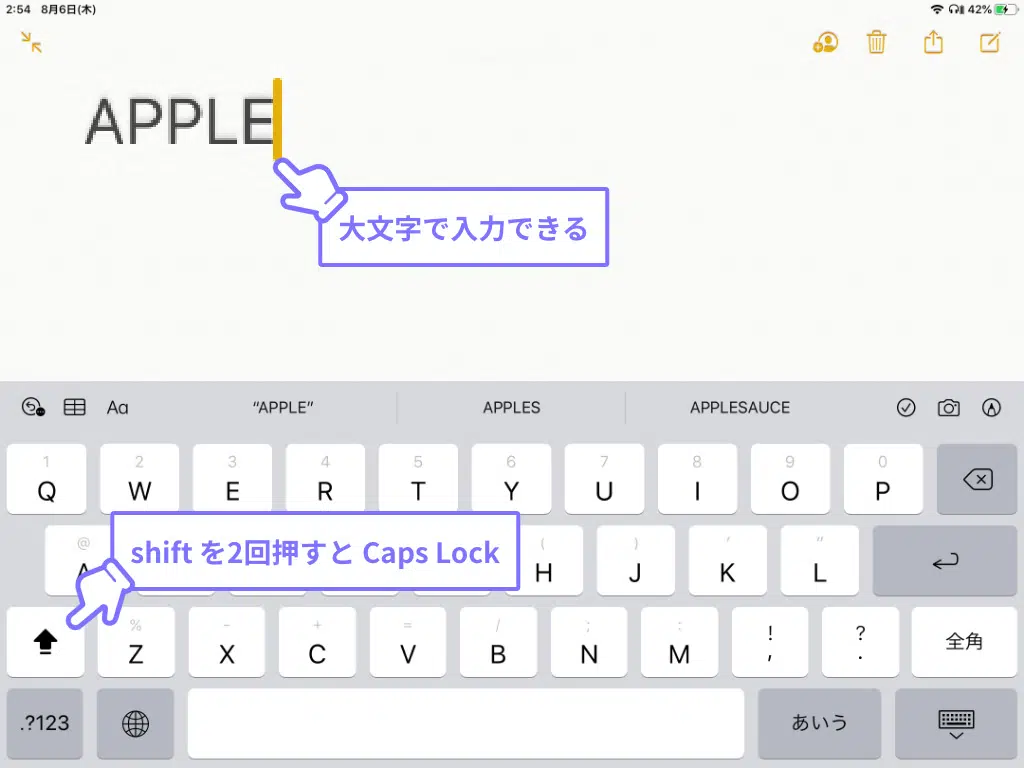 2:54 8月6日(木) 42%
APPLE
大文字で入力できる
Aa “APPLE” APPLES APPLESAUCE
1 2 3 4 5 6 7 8 9 0
Q W E R T Y U I O P
@ ( ) ’ ”
shift を2回押すと Caps Lock
H J K L
% - + = / ; : ! ?
Z X C V B N M , . 全角
.?123 あいう